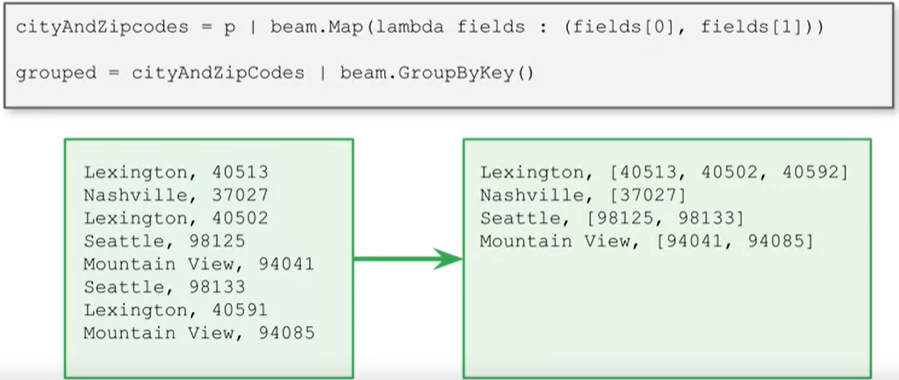 cityAndZipcodes = p | beam.Map(lambda fields : (fields[0], fields[1]))
grouped = cityAndZipCodes | beam.GroupByKey()
Lexington, 40513
Nashville, 37027
Lexington, 40502
Seattle, 98125
Mountain View, 94041
Seattle, 98133
Lexington, 40591
Mountain View, 94085
Lexington, [40513, 40502, 40592]
Nashville, [37027]
Seattle, [98125, 98133]
Mountain View, [94041, 94085]